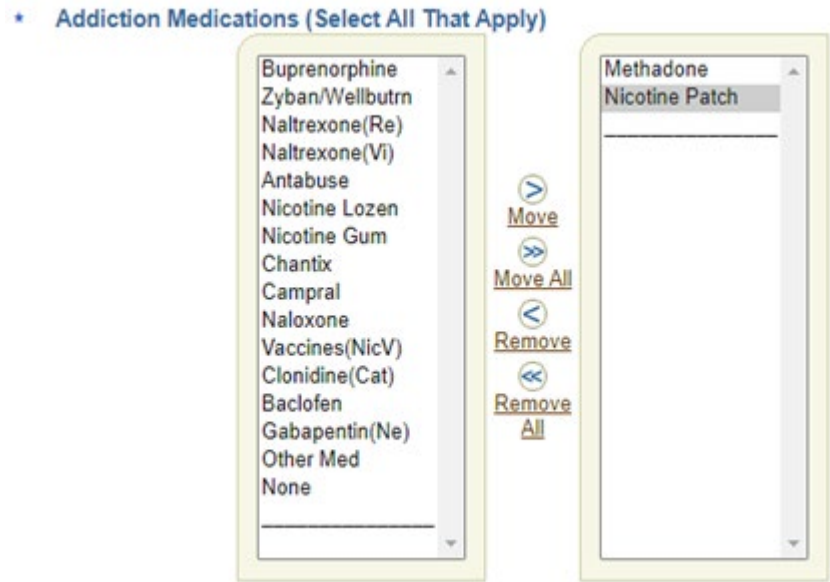 * Addiction Medications (Select All That Apply)
Buprenorphine
Zyban/Wellbutrn
Naltrexone(Re)
Naltrexone(Vi)
Antabuse
Nicotine Lozen
Nicotine Gum
Chantix
Campral
Naloxone
Vaccines(NicV)
Clonidine(Cat)
Baclofen
Gabapentin(Ne)
Other Med
None
Move
Move All
Remove
Remove
All
Methadone
Nicotine Patch